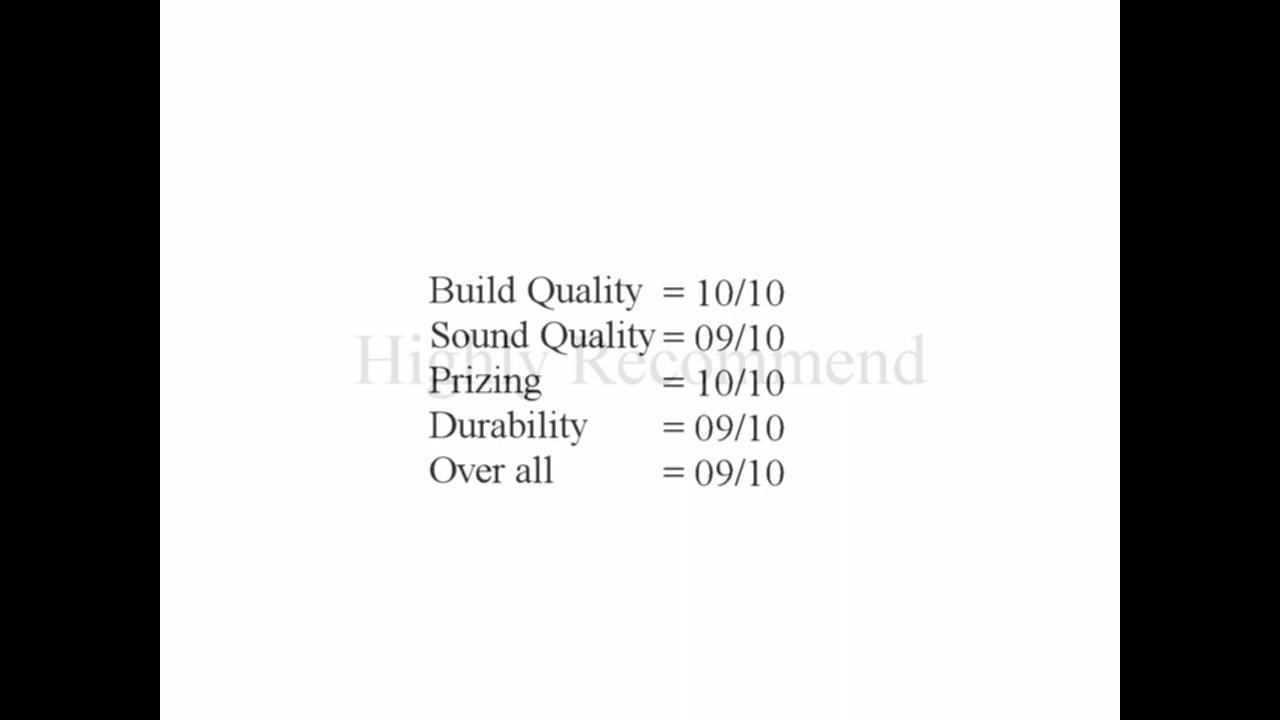 Build Quality = 10/10
Sound Quality = 09/10
Highly Recommend
Prizing = 10/10
Durability = 09/10
Over all = 09/10